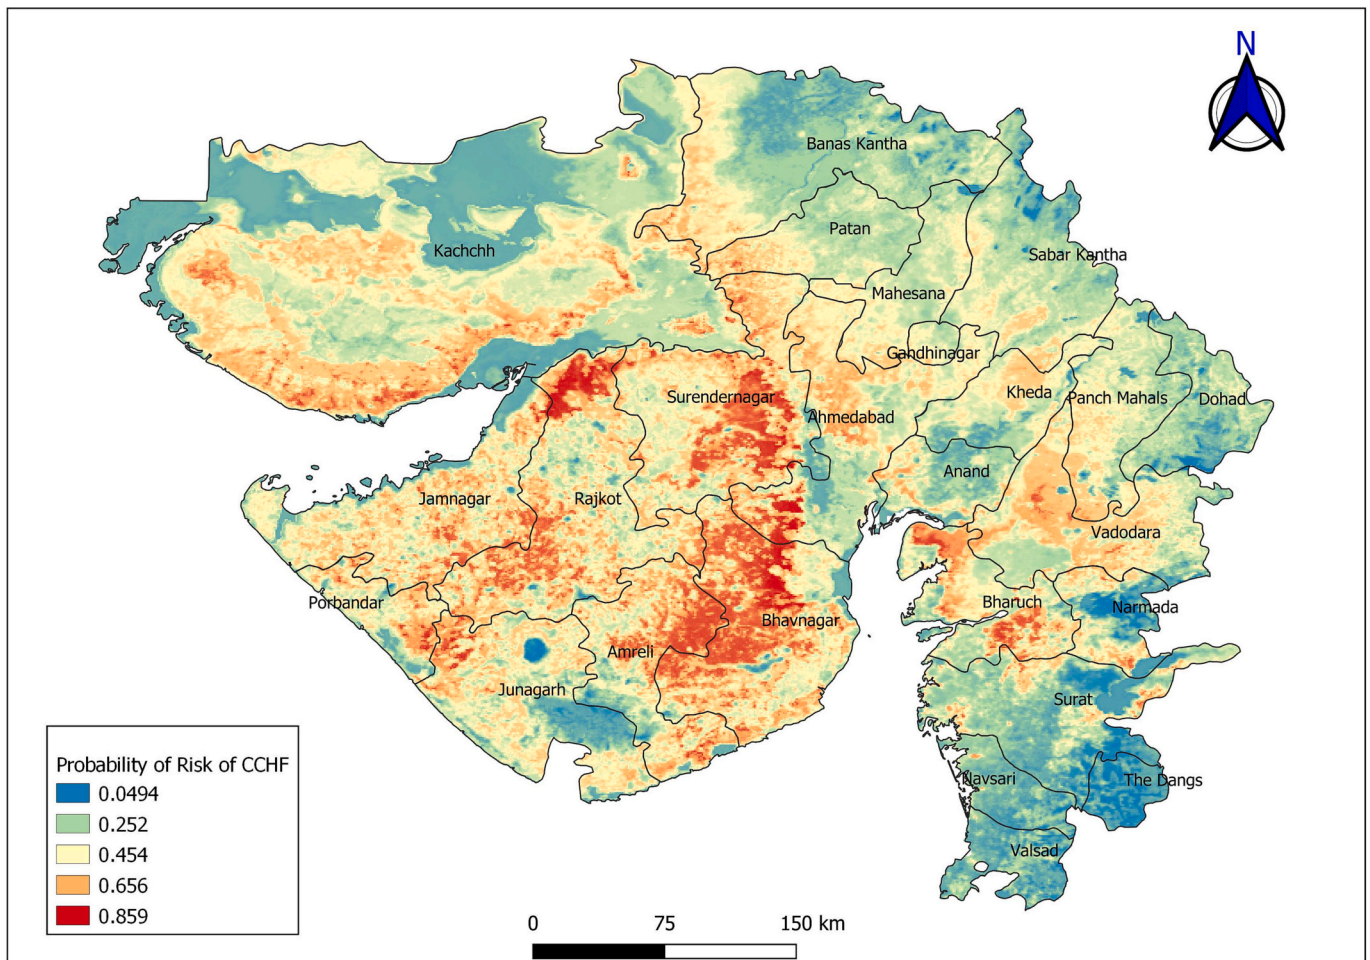 N
Banas Kantha
Patan
Kachchh
Sabar Kantha
Mahesana
Gandhinagar
Surendernagar
Kheda
Panch Mahals
Dohad
Ahmedabad
Anand
Jamnagar
Rajkot
Vadodara
Porbandar
Bharuch
Narmada
Bhavnagar
Amreli
Junagarh
Surat
Navsari
The Dangs
Valsad
Probability of Risk of CCHF
0.0494
0.252
0.454
0.656
0.859
0 75 150 km